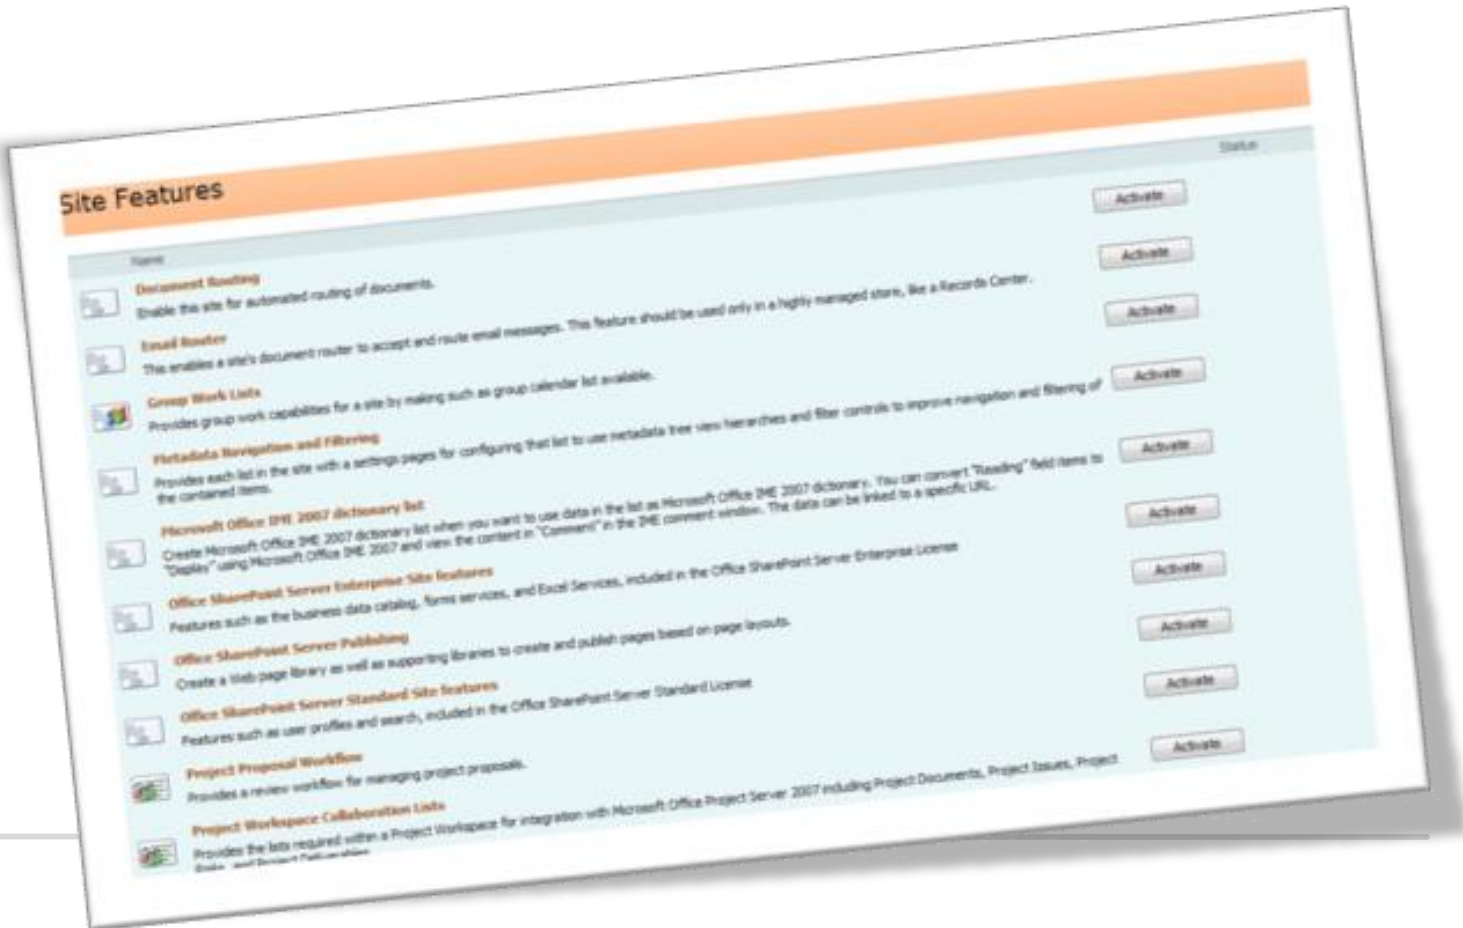 Site Features
Name
Status
Document Routing
Activate
Enable this site for automated routing of documents.
Email Router
Activate
This enables a site's document router to accept and route email messages. This feature should be used only in a highly managed store, like a Records Center.
Group Work Lists
Activate
Provides group work capabilities for a site by making such as group calendar list available.
Metadata Navigation and Filtering
Activate
Provides each list in the site with a settings pages for configuring that list to use metadata tree view hierarchies and filter controls to improve navigation and filtering of
the contained items.
Microsoft Office IME 2007 dictionary list
Activate
Create Microsoft Office IME 2007 dictionary list when you want to use data in the list as Microsoft Office IME 2007 dictionary. You can convert "Reading" field items to
"Display" using Microsoft Office IME 2007 and view the content in "Comment" in the IME comment window. The data can be linked to a specific URL.
Office SharePoint Server Enterprise Site features
Activate
Features such as the business data catalog, forms services, and Excel Services, included in the Office SharePoint Server Enterprise License
Office SharePoint Server Publishing
Activate
Create a Web page library as well as supporting libraries to create and publish pages based on page layouts.
Office SharePoint Server Standard Site features
Activate
Features such as user profiles and search, included in the Office SharePoint Server Standard License
Project Proposal Workflow
Activate
Provides a review workflow for managing project proposals.
Project Workspace Collaboration Lists
Activate
Provides the lists required within a Project Workspace for integration with Microsoft Office Project Server 2007 including Project Documents, Project Issues, Project
and Project Deliverables